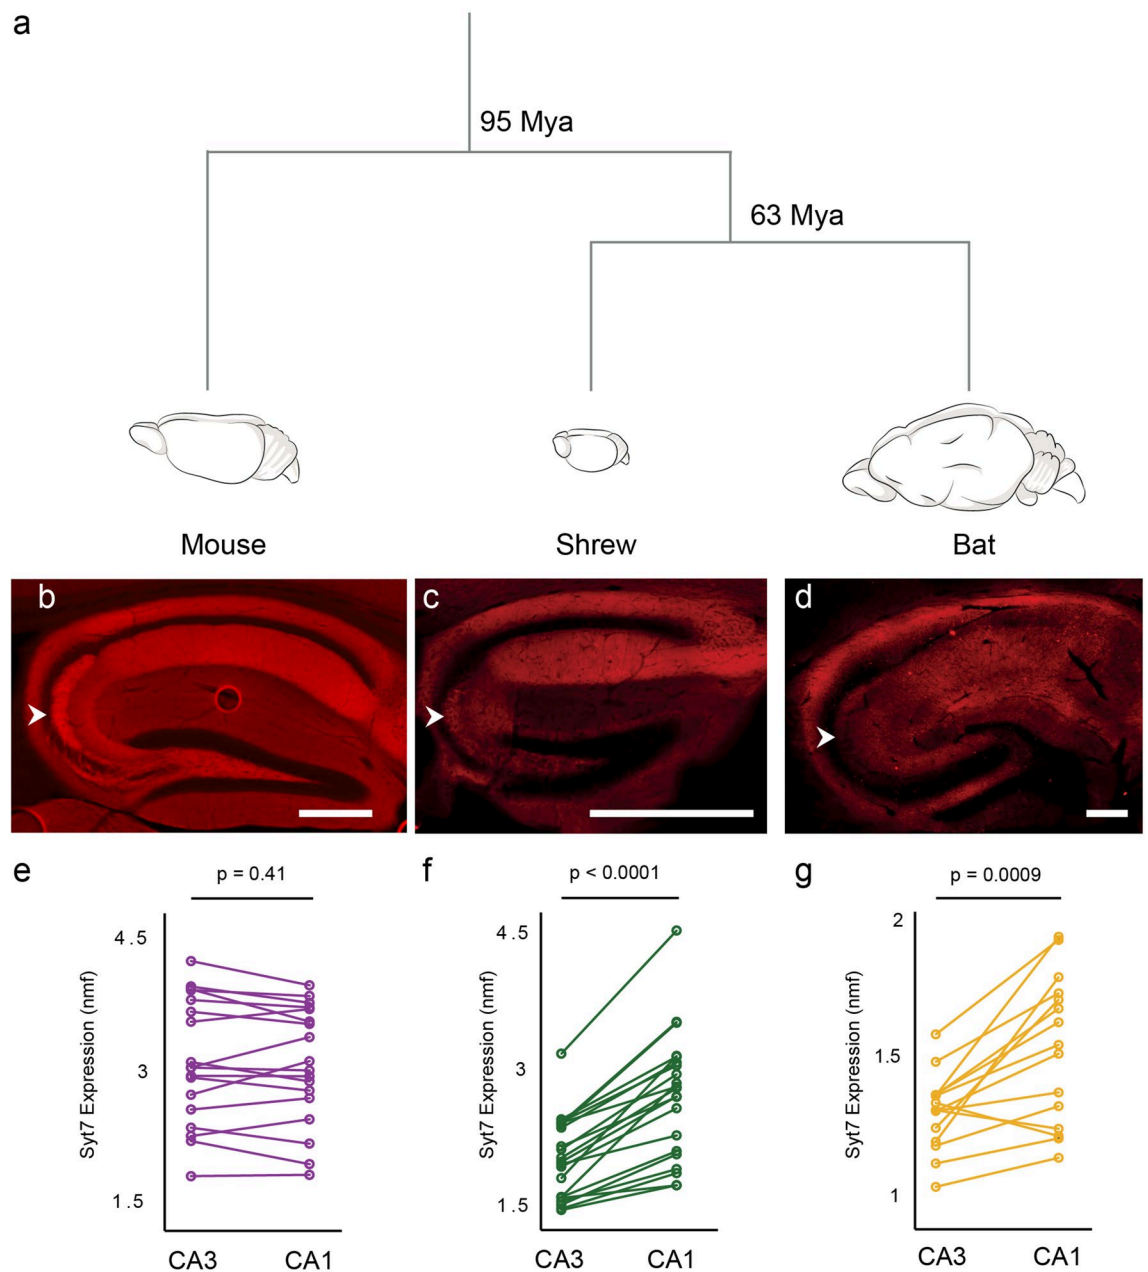 a
95 Mya
63 Mya
Mouse Shrew Bat
b c d
e f g
p = 0.41 p < 0.0001 p = 0.0009
4.5 4.5 2
3 3 1.5
1.5 1.5 1
Syt7 Expression (nmf) Syt7 Expression (nmf) Syt7 Expression (nmf)
CA3 CA1 CA3 CA1 CA3 CA1